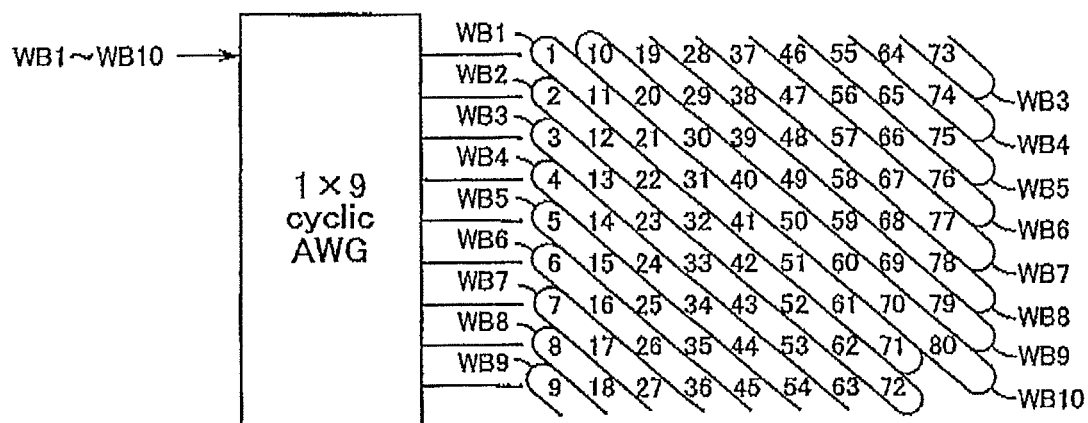 WB1～WB10
1×9
cyclic
AWG
WB1
WB2
WB3
WB4
WB5
WB6
WB7
WB8
WB9
1 10 19 28 37 46 55 64 73
2 11 20 29 38 47 56 65 74
3 12 21 30 39 48 57 66 75
4 13 22 31 40 49 58 67 76
5 14 23 32 41 50 59 68 77
6 15 24 33 42 51 60 69 78
7 16 25 34 43 52 61 70 79
8 17 26 35 44 53 62 71 80
9 18 27 36 45 54 63 72
WB3
WB4
WB5
WB6
WB7
WB8
WB9
WB10